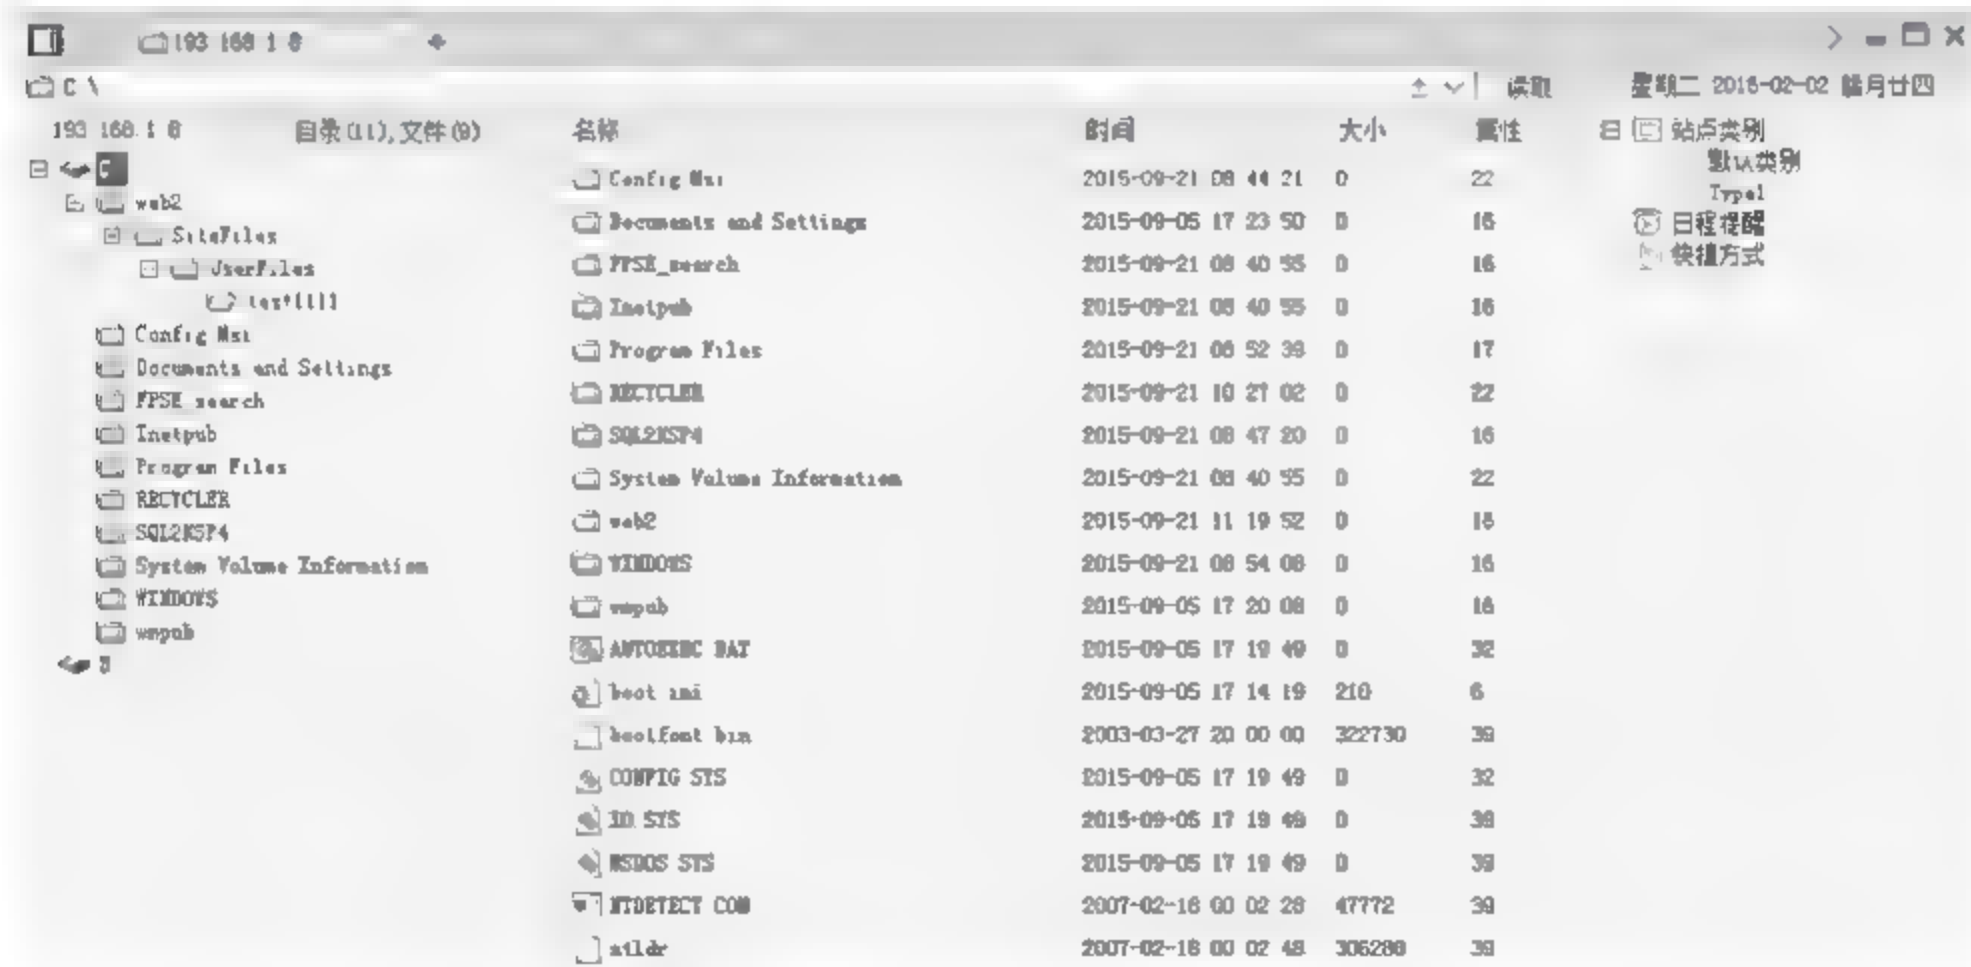 193 168 1 8
C \
读取
星期二 2016-02-02 腊月廿四
193 168 1 8
目录(11),文件(9)
C
web2
SiteFiles
UserFiles
Config Msi
Documents and Settings
FPSE search
Inetpub
Program Files
RECYCLER
SQL2KSP4
System Volume Information
WINDOWS
wmpub
名称 时间 大小 属性
Config Msi 2015-09-21 08 44 21 0 22
Documents and Settings 2015-09-05 17 23 50 0 16
FPSE_search 2015-09-21 08 40 55 0 16
Inetpub 2015-09-21 08 40 55 0 16
Program Files 2015-09-21 08 52 39 0 17
RECYCLER 2015-09-21 10 27 02 0 22
SQL2KSP4 2015-09-21 08 47 20 0 16
System Volume Information 2015-09-21 08 40 55 0 22
web2 2015-09-21 11 19 52 0 16
WINDOWS 2015-09-21 08 54 08 0 16
wmpub 2015-09-05 17 20 08 0 16
AUTOEXEC BAT 2015-09-05 17 19 49 0 32
boot ini 2015-09-05 17 14 19 210 6
bootfont bin 2003-03-27 20 00 00 322730 39
CONFIG SYS 2015-09-05 17 19 49 0 32
IO SYS 2015-09-05 17 19 49 0 39
MSDOS SYS 2015-09-05 17 19 49 0 39
NTDETECT COM 2007-02-18 00 02 28 47772 39
ntldr 2007-02-18 00 02 48 306288 39
站点类别
默认类别
Type1
日程提醒
快捷方式